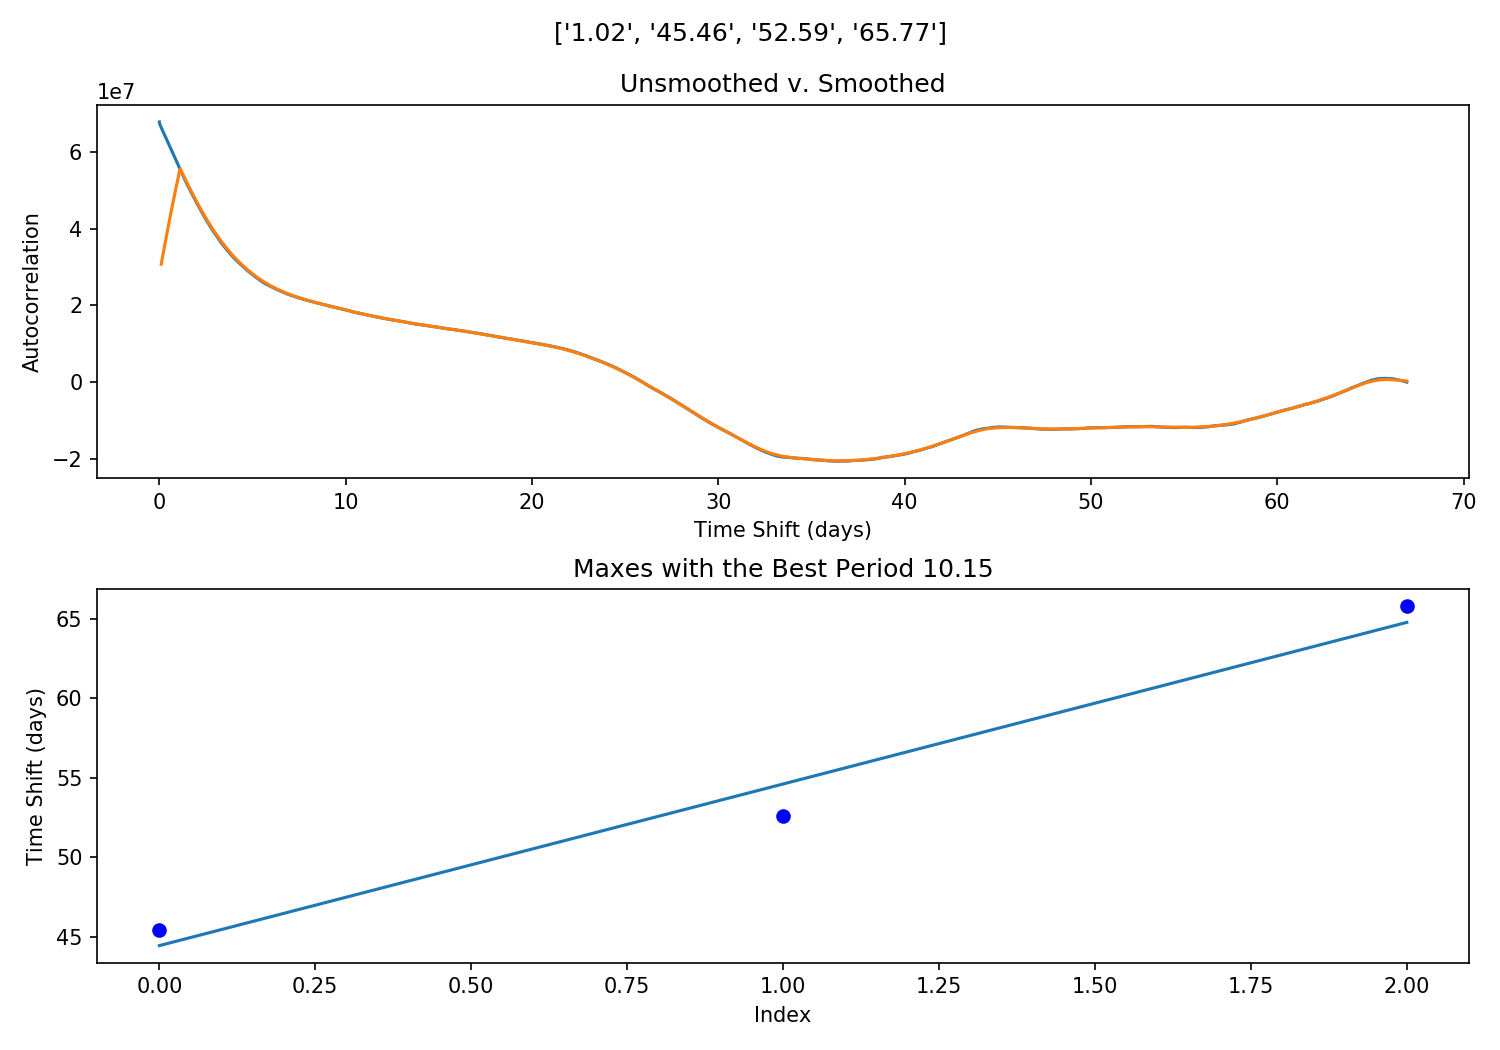 ['1.02', '45.46', '52.59', '65.77']
Unsmoothed v. Smoothed
1e7
6
4
2
0
−2
Autocorrelation
0 10 20 30 40 50 60 70
Time Shift (days)
Maxes with the Best Period 10.15
65
60
55
50
45
Time Shift (days)
0.00 0.25 0.50 0.75 1.00 1.25 1.50 1.75 2.00
Index